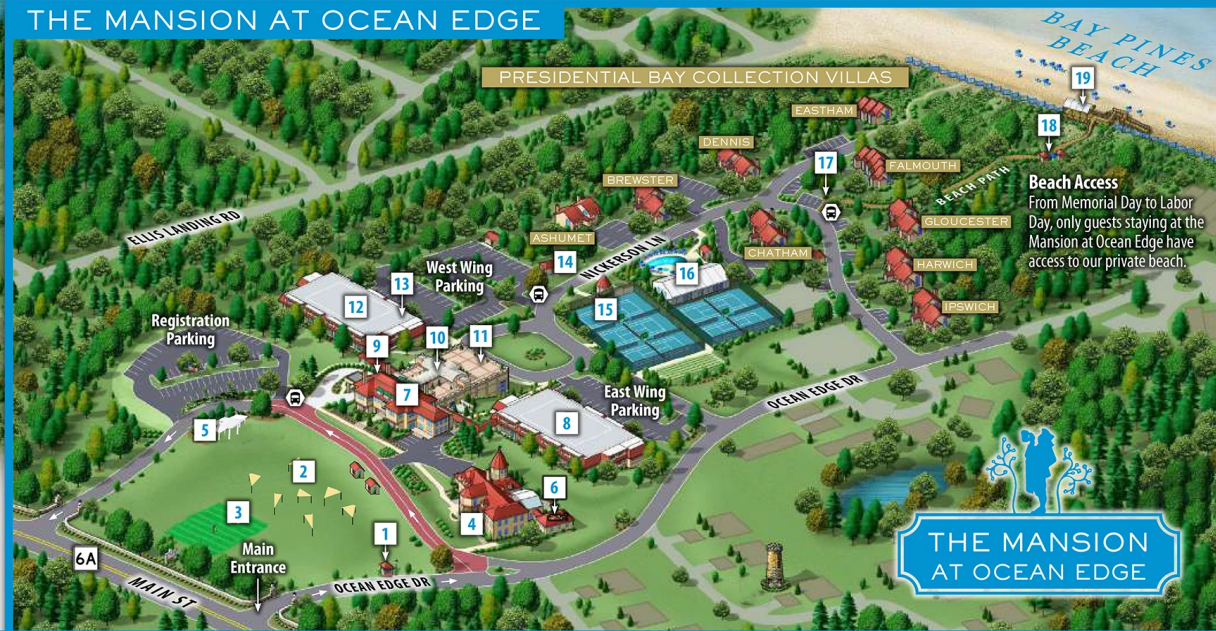 THE MANSION AT OCEAN EDGE
BAY PINES
BEACH
PRESIDENTIAL BAY COLLECTION VILLAS
19
EASTHAM
18
DENNIS
17
FALMOUTH
BREWSTER
BEACH PATH
Beach Access
From Memorial Day to Labor
Day, only guests staying at the
Mansion at Ocean Edge have
access to our private beach.
ELLIS LANDING RD
ASHUMET
GLOUCESTER
NICKERSON LN
CHATHAM
14
HARWICH
West Wing
Parking
13
16
12
15
IPSWICH
Registration
Parking
9
10
11
7
East Wing
Parking
OCEAN EDGE DR
8
5
2
6
3
4
1
6A
Main
Entrance
MAIN ST
OCEAN EDGE DR
THE MANSION
AT OCEAN EDGE